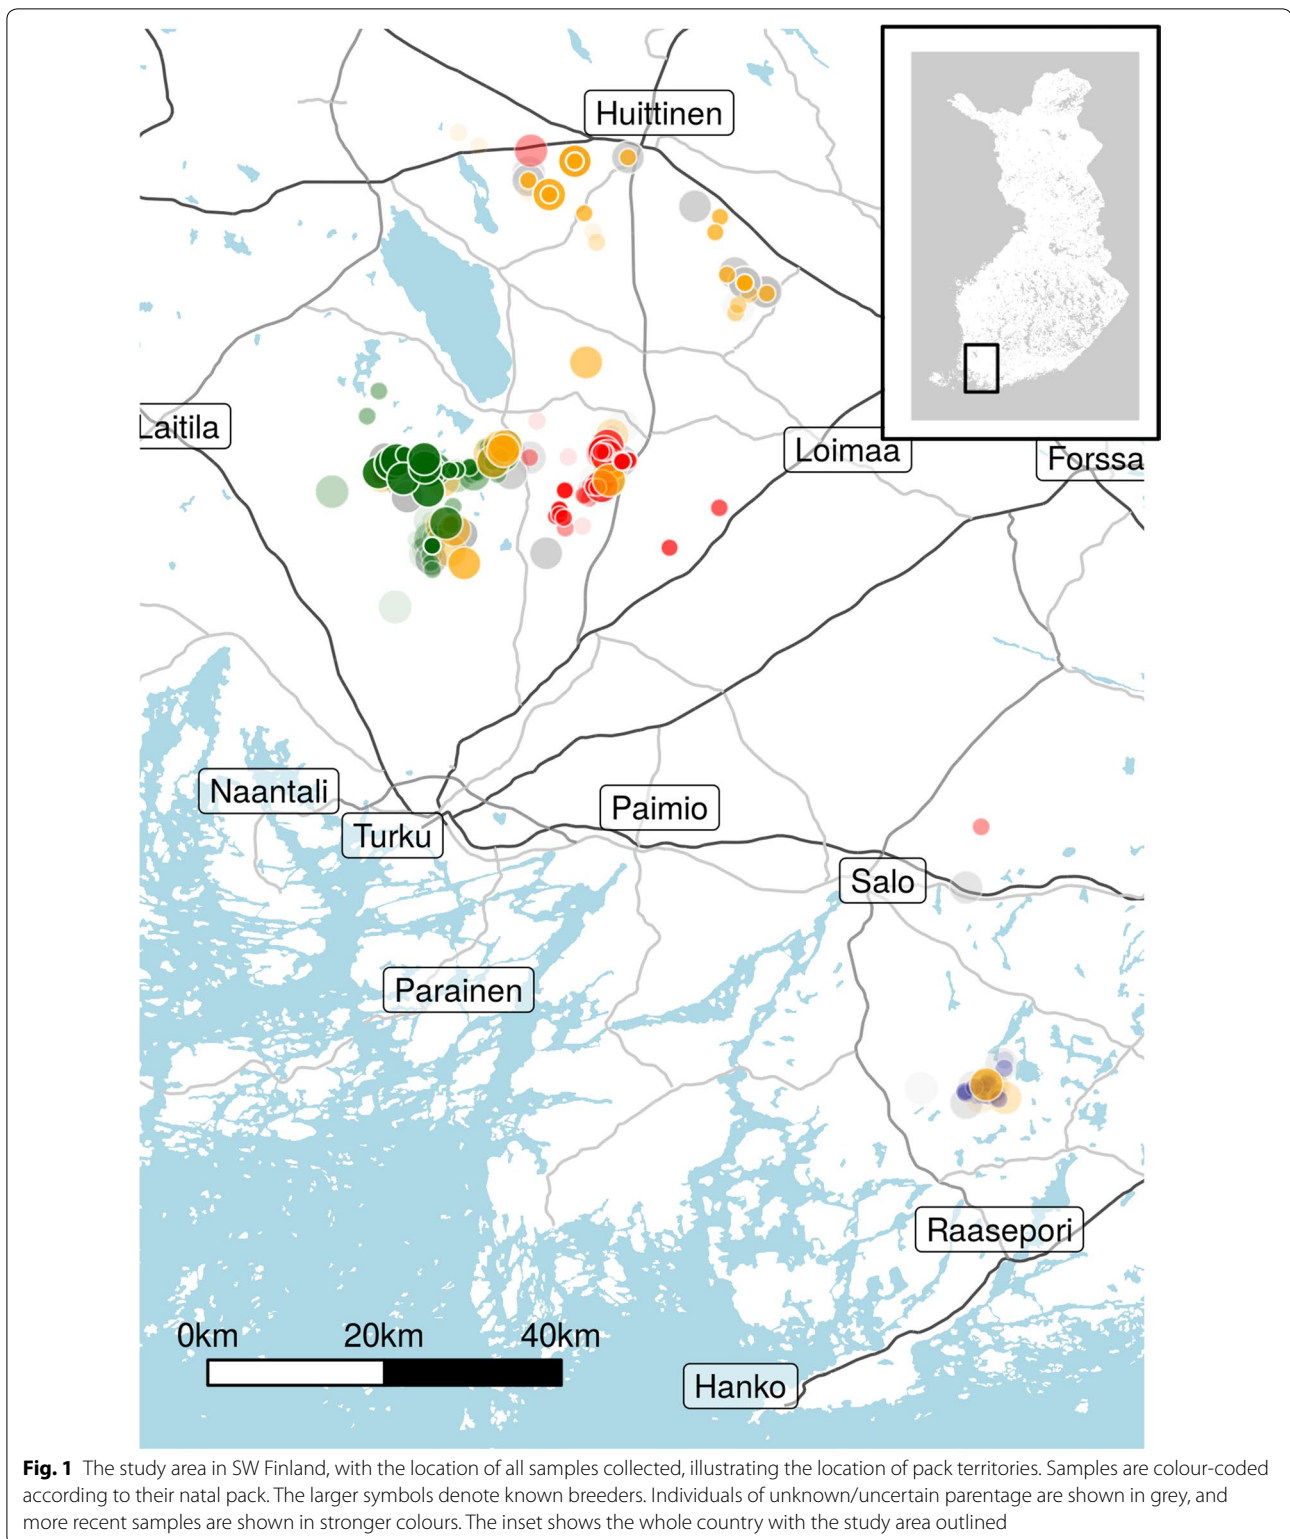 Huittinen
Laitila
Loimaa
Forssa
Naantali
Turku
Paimio
Salo
Parainen
Raasepori
0km 20km 40km
Hanko
Fig. 1 The study area in SW Finland, with the location of all samples collected, illustrating the location of pack territories. Samples are colour-coded
according to their natal pack. The larger symbols denote known breeders. Individuals of unknown/uncertain parentage are shown in grey, and
more recent samples are shown in stronger colours. The inset shows the whole country with the study area outlined